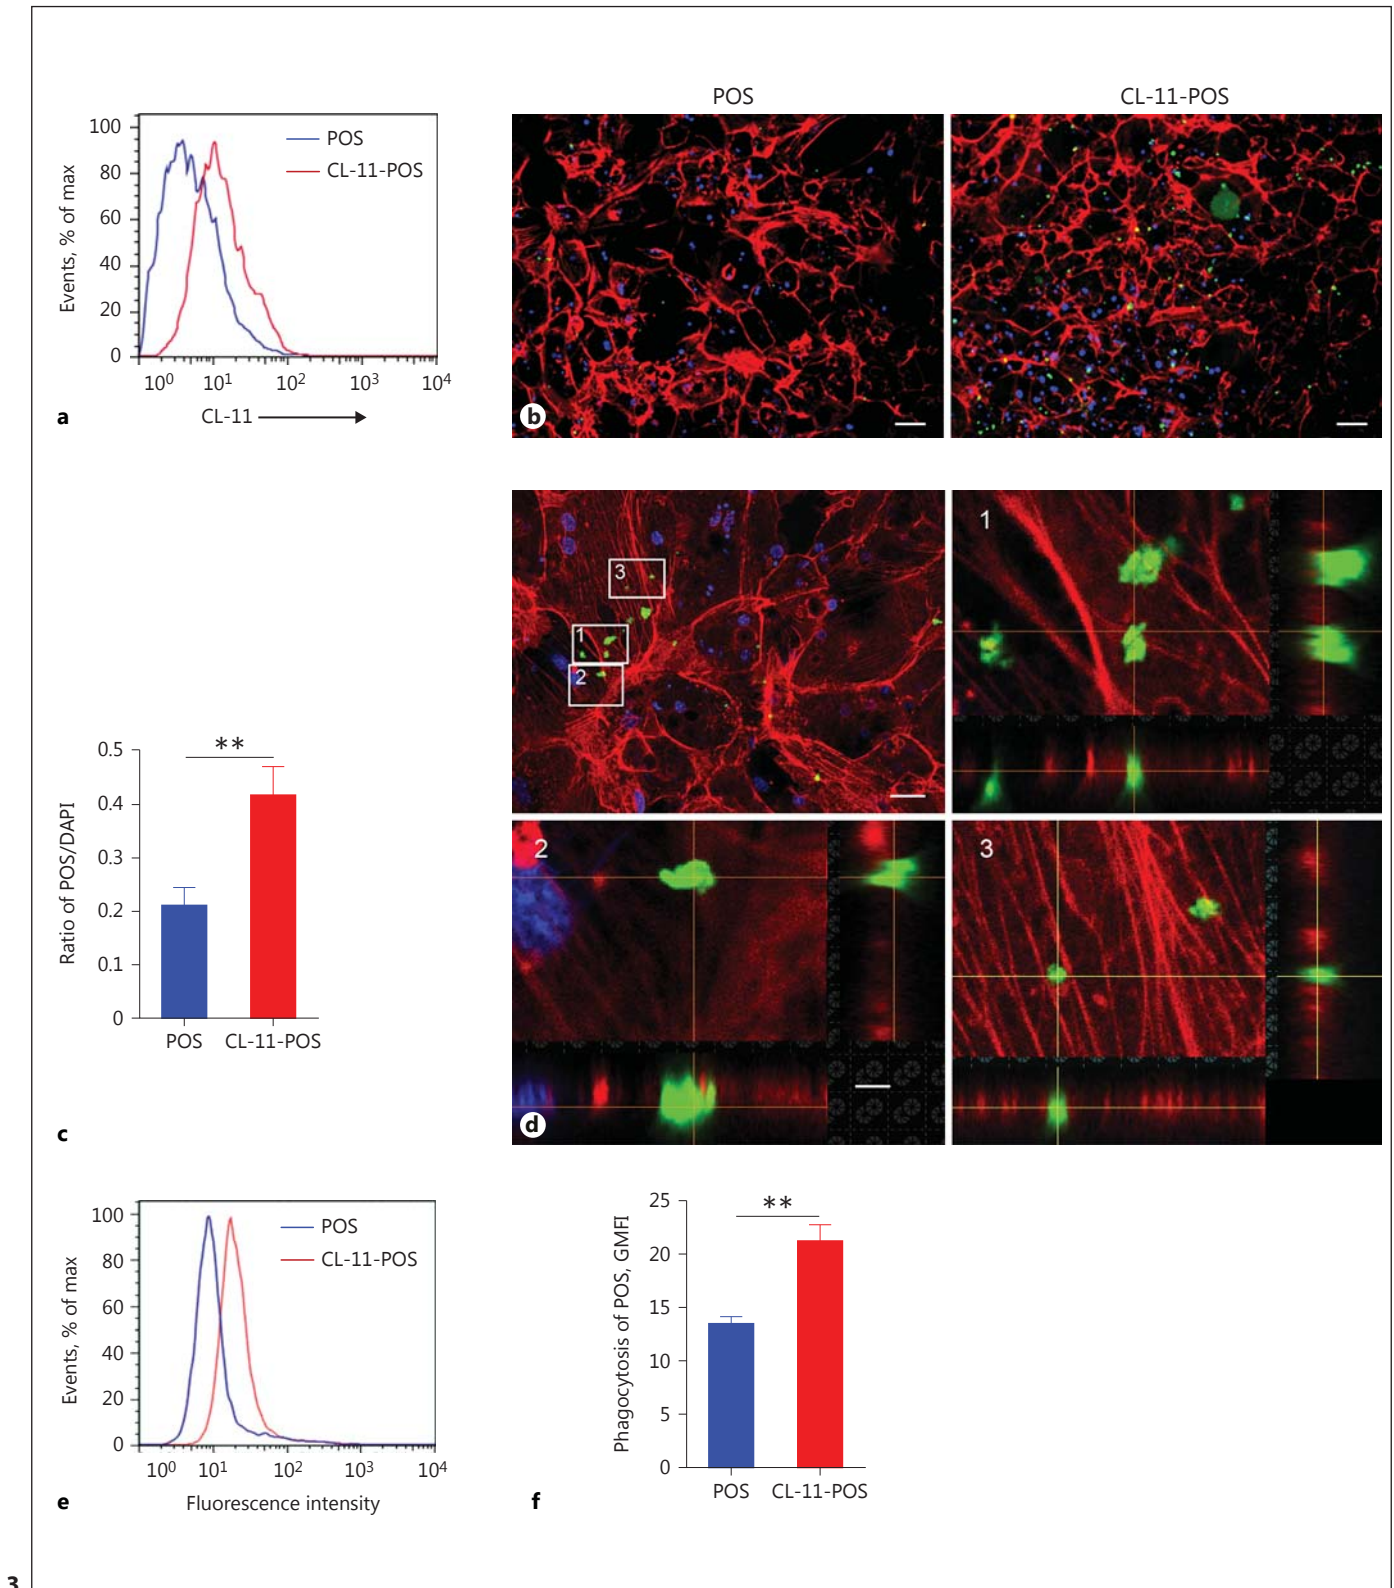 POS
CL-11-POS
100
80
60
40
20
0
Events, % of max
POS
CL-11-POS
10⁰ 10¹ 10² 10³ 10⁴
CL-11
a
b
1
3
1
2
2
3
d
0.5
0.4
0.3
0.2
0.1
0
Ratio of POS/DAPI
**
POS CL-11-POS
c
100
80
60
40
20
0
Events, % of max
POS
CL-11-POS
10⁰ 10¹ 10² 10³ 10⁴
Fluorescence intensity
e
25
20
15
10
5
0
Phagocytosis of POS, GMFI
**
POS CL-11-POS
f
3